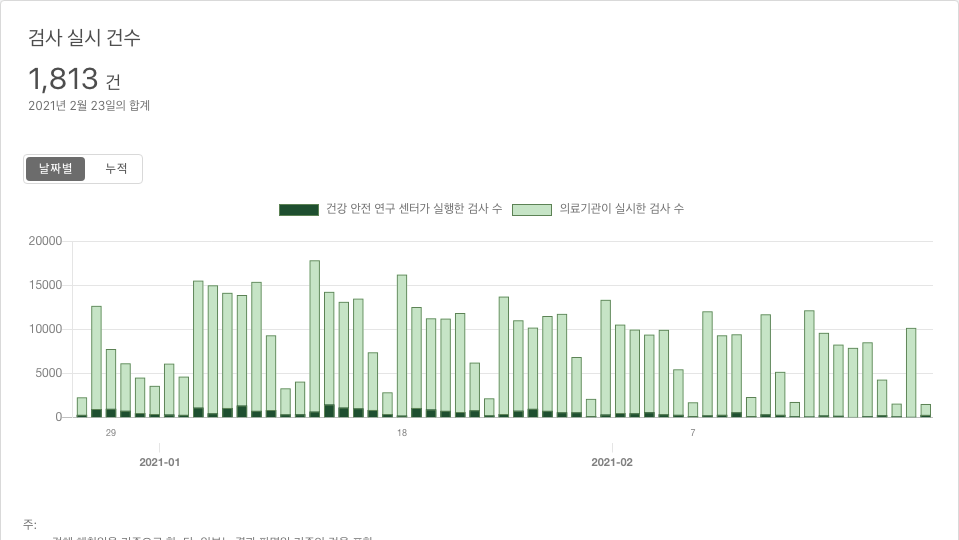 검사 실시 건수
1,813 건
2021년 2월 23일의 합계
날짜별 누적
건강 안전 연구 센터가 실행한 검사 수 의료기관이 실시한 검사 수
20000
15000
10000
5000
0
29 18 7
2021-01 2021-02
주: